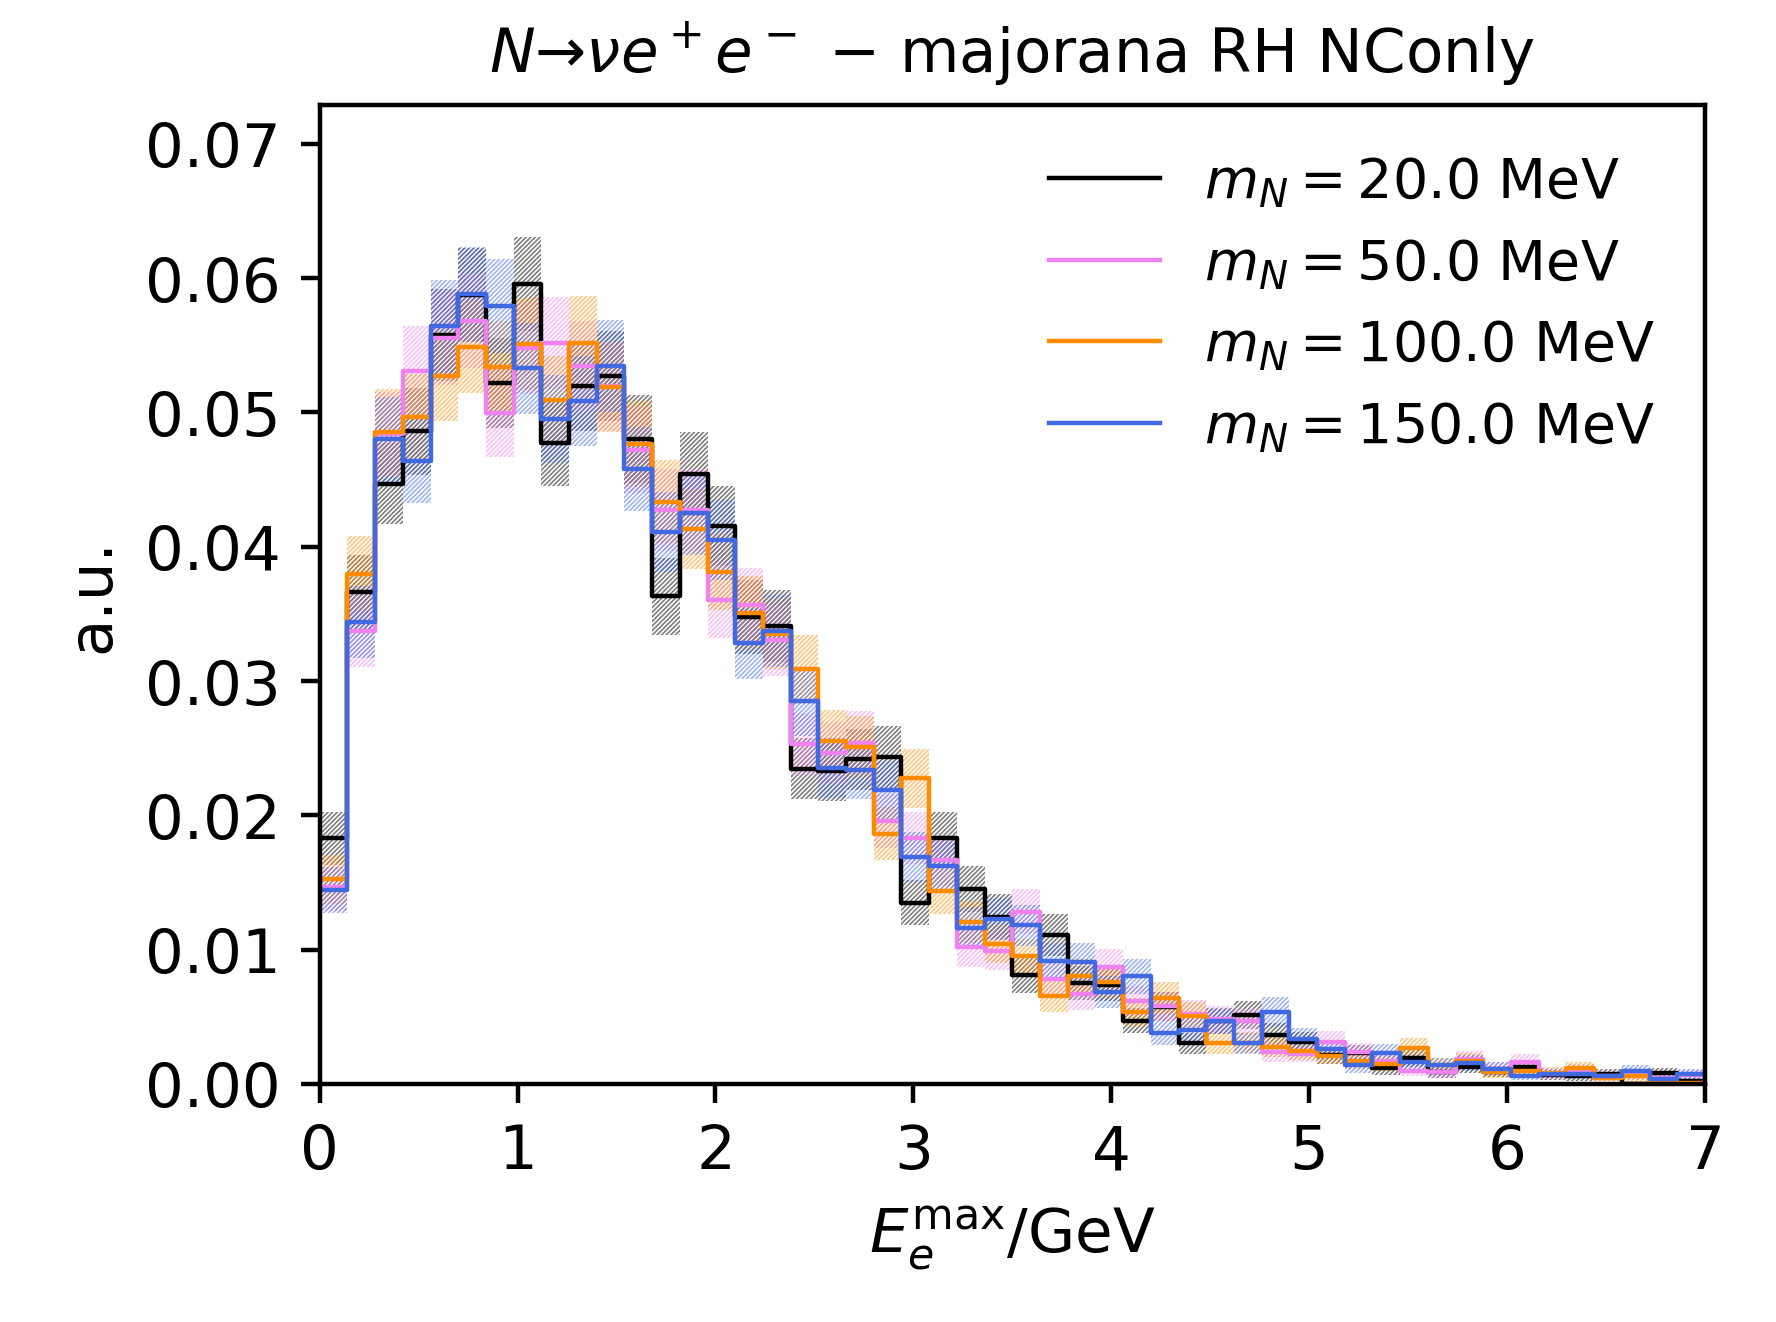 N→νe⁺e⁻ − majorana RH NConly
0.07
0.06
0.05
0.04
0.03
0.02
0.01
0.00
a.u.
m_N = 20.0 MeV
m_N = 50.0 MeV
m_N = 100.0 MeV
m_N = 150.0 MeV
0 1 2 3 4 5 6 7
E_e^max/GeV